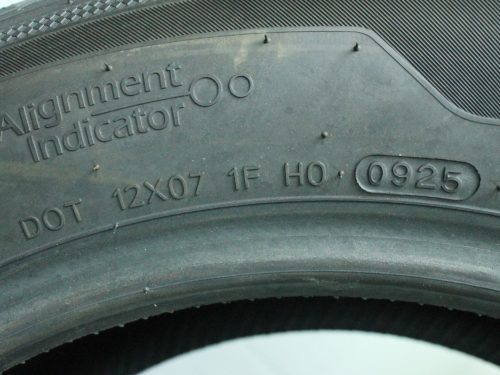 Alignment
Indicator
DOT 12X07 1F H0 0925